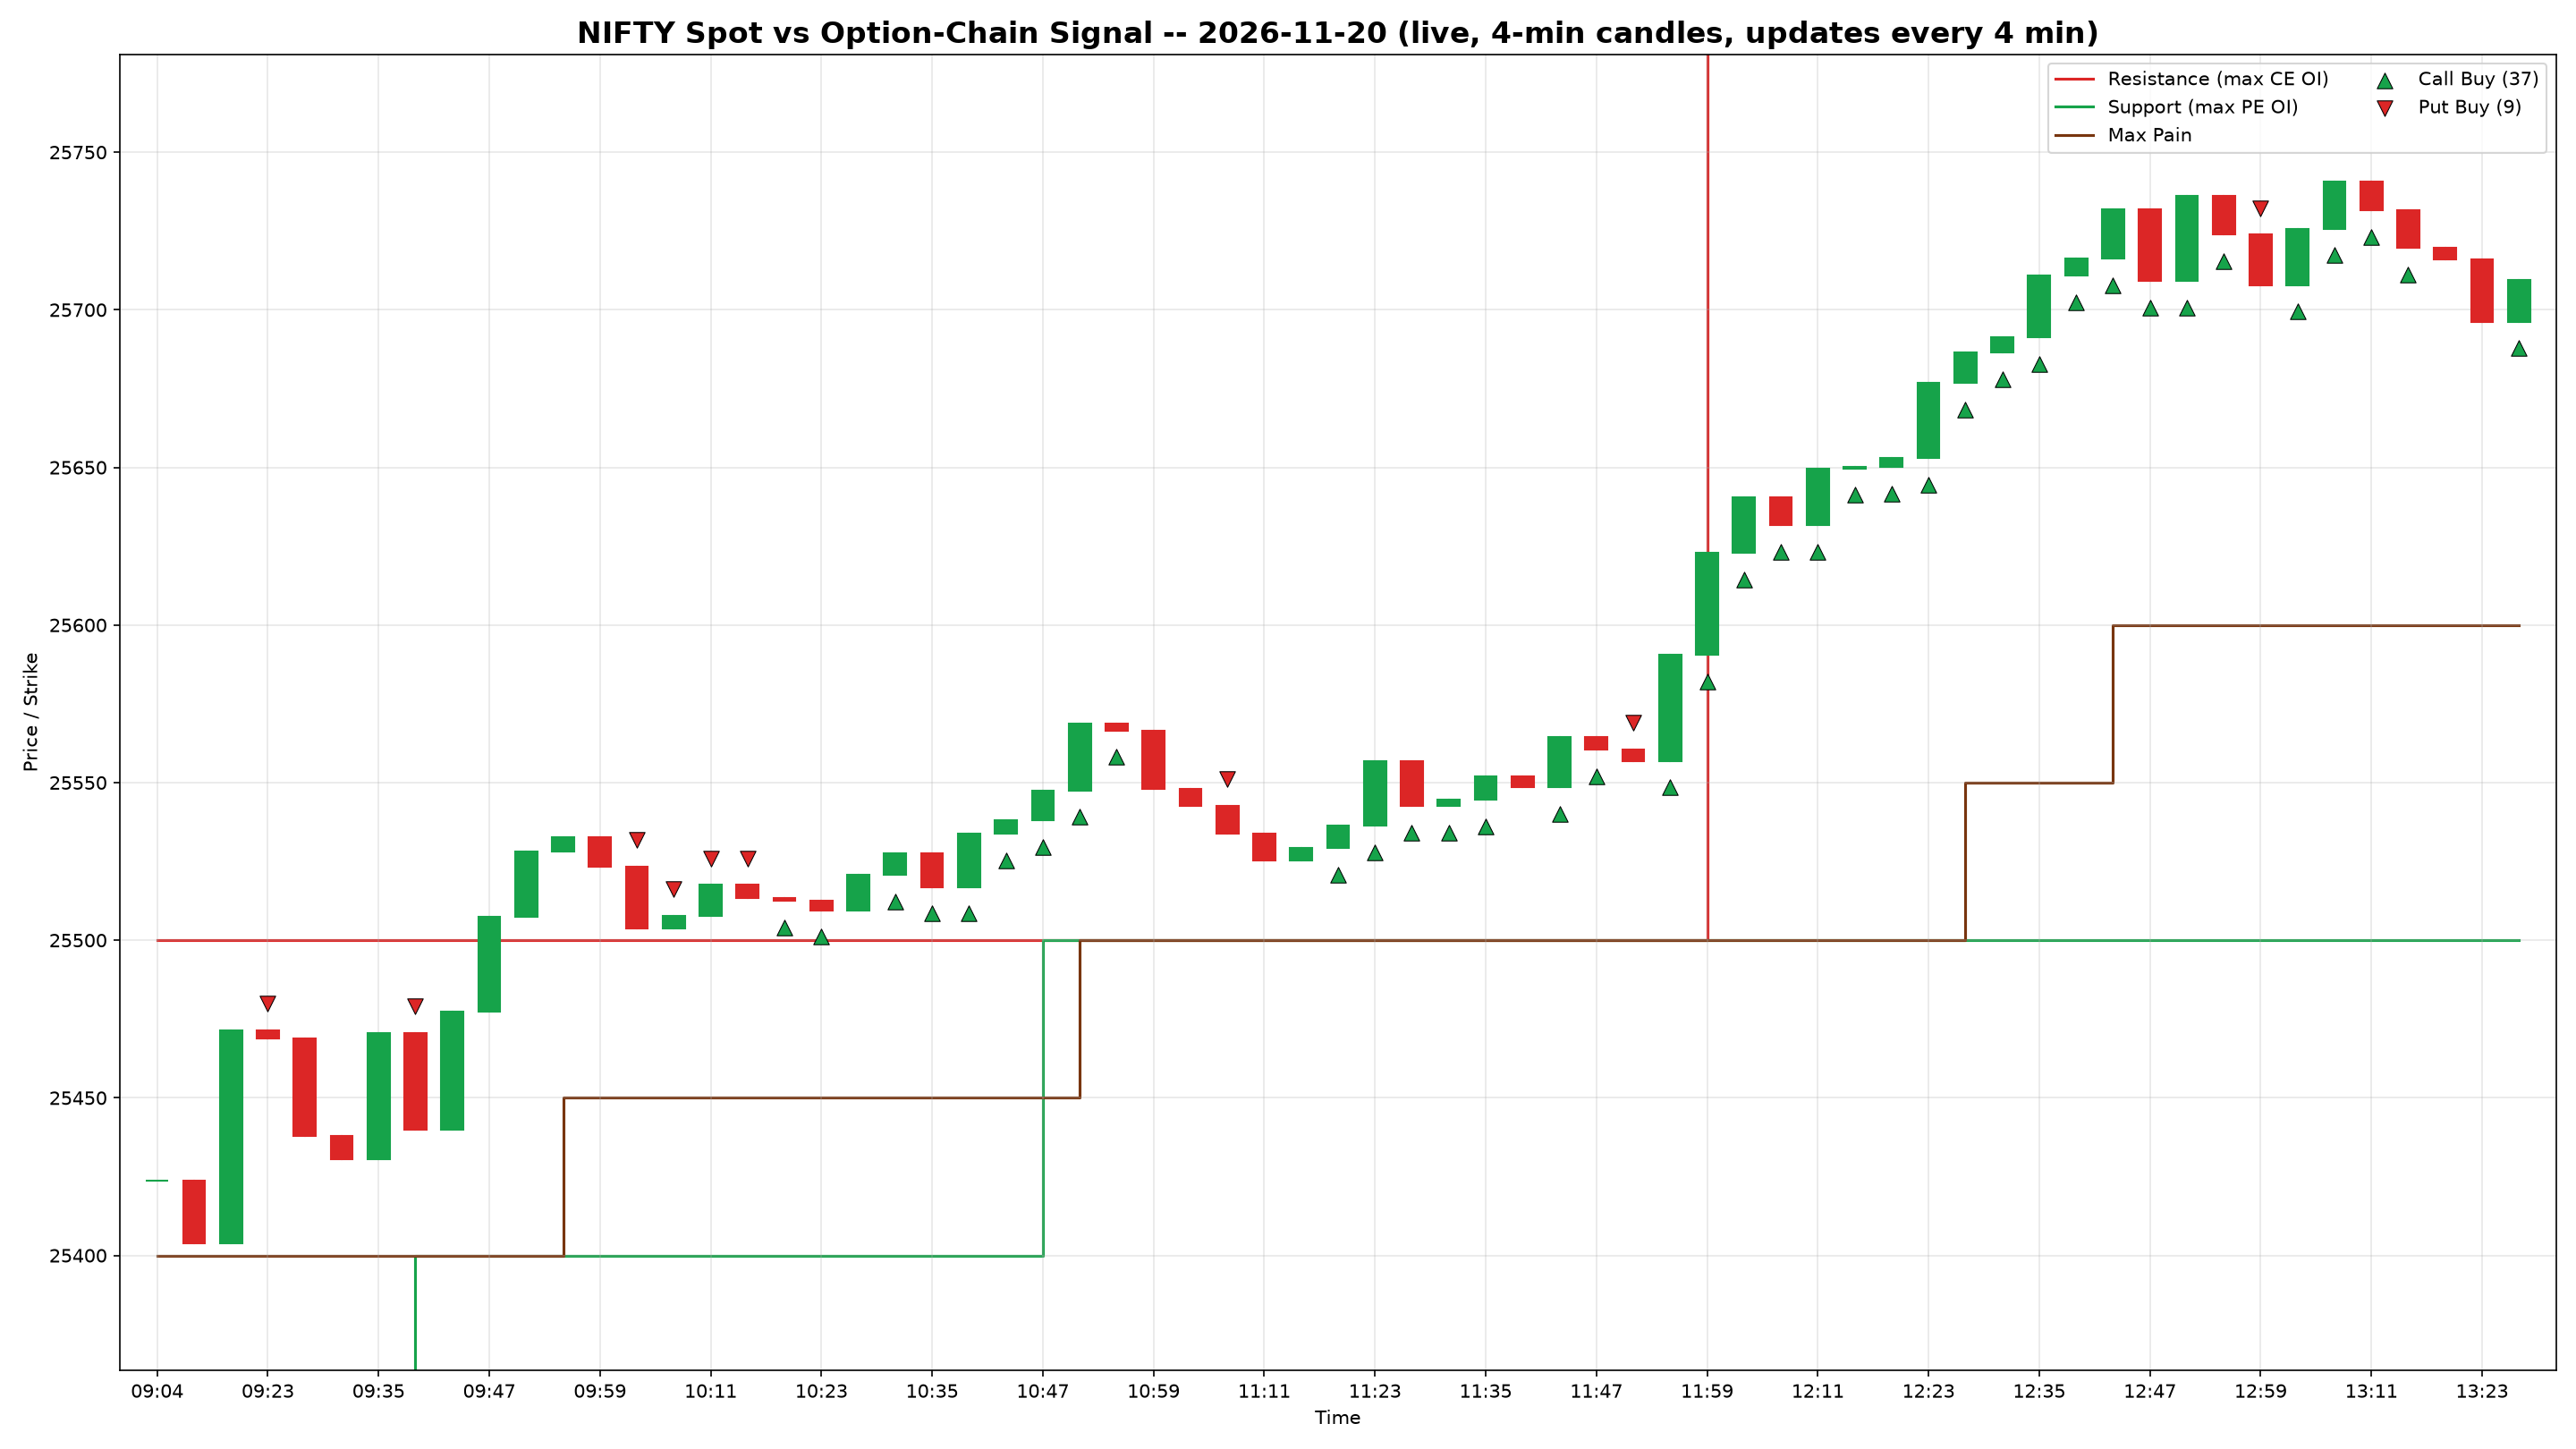 NIFTY Spot vs Option-Chain Signal -- 2026-11-20 (live, 4-min candles, updates every 4 min)
Resistance (max CE OI)
Support (max PE OI)
Max Pain
Call Buy (37)
Put Buy (9)
Price / Strike
25750
25700
25650
25600
25550
25500
25450
25400
09:04 09:23 09:35 09:47 09:59 10:11 10:23 10:35 10:47 10:59 11:11 11:23 11:35 11:47 11:59 12:11 12:23 12:35 12:47 12:59 13:11 13:23
Time